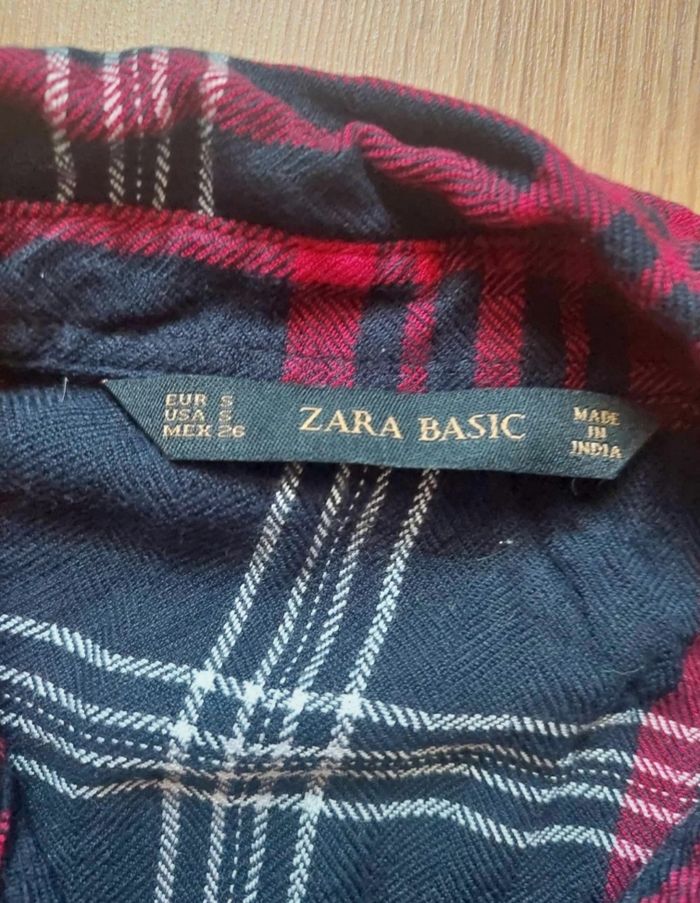 EUR S
USA S
MEX 26
ZARA BASIC
MADE
IN
INDIA